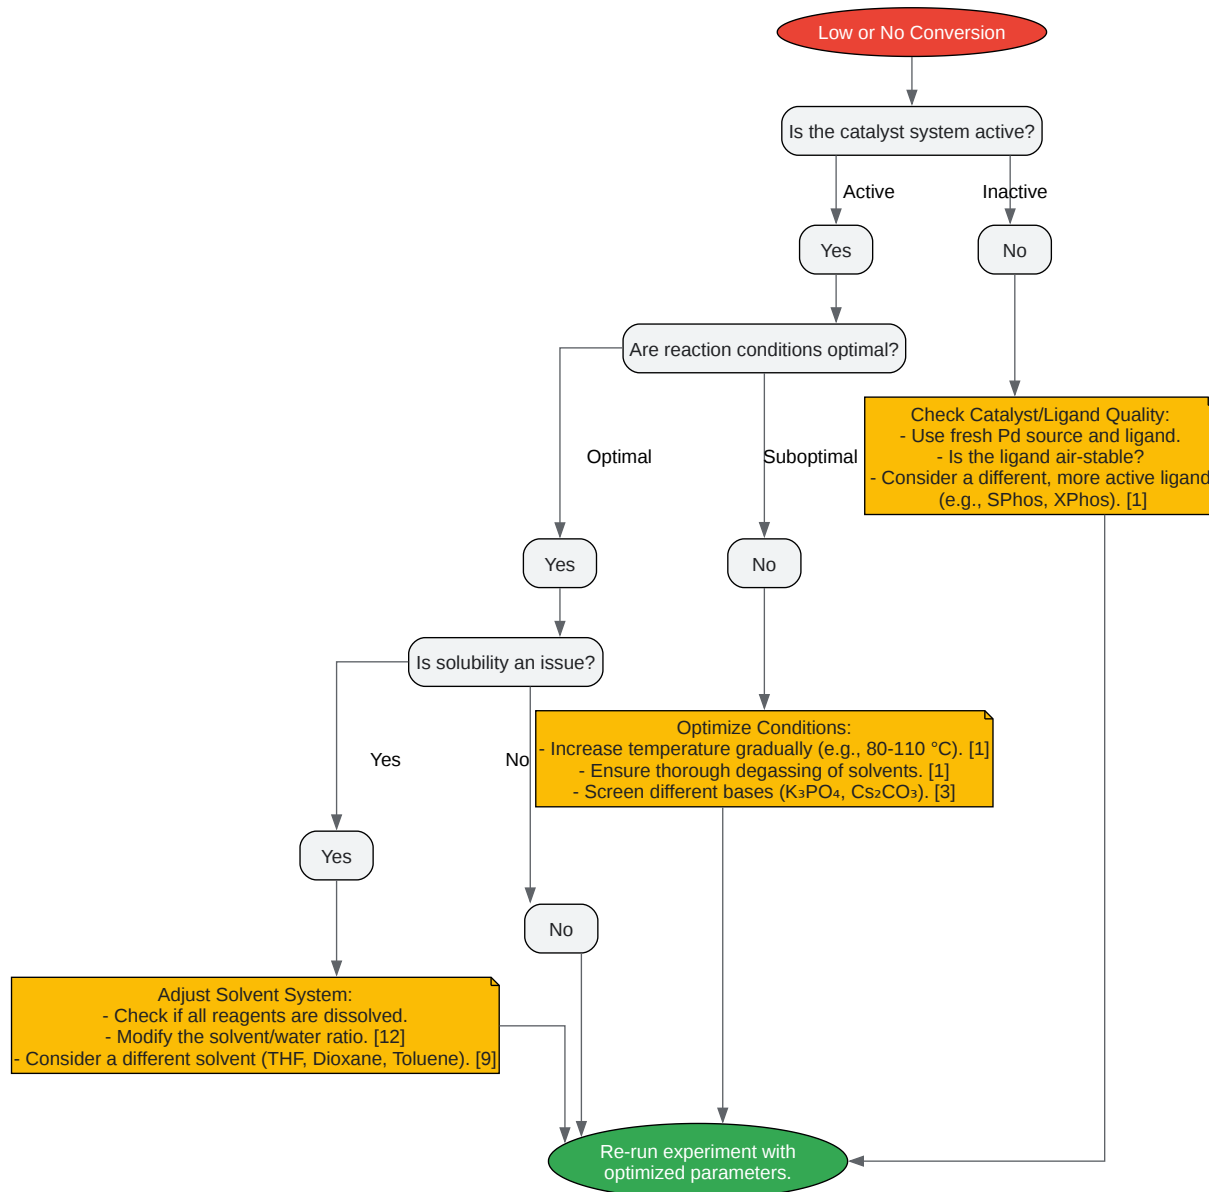 Low or No Conversion
Is the catalyst system active?
Active
Inactive
Yes
No
Are reaction conditions optimal?
Check Catalyst/Ligand Quality:
- Use fresh Pd source and ligand.
- Is the ligand air-stable?
- Consider a different, more active ligand
(e.g., SPhos, XPhos). [1]
Optimal
Suboptimal
Yes
No
Is solubility an issue?
Optimize Conditions:
- Increase temperature gradually (e.g., 80-110 °C). [1]
- Ensure thorough degassing of solvents. [1]
- Screen different bases (K₃PO₄, Cs₂CO₃). [3]
Yes
No
Yes
No
Adjust Solvent System:
- Check if all reagents are dissolved.
- Modify the solvent/water ratio. [12]
- Consider a different solvent (THF, Dioxane, Toluene). [9]
Re-run experiment with
optimized parameters.